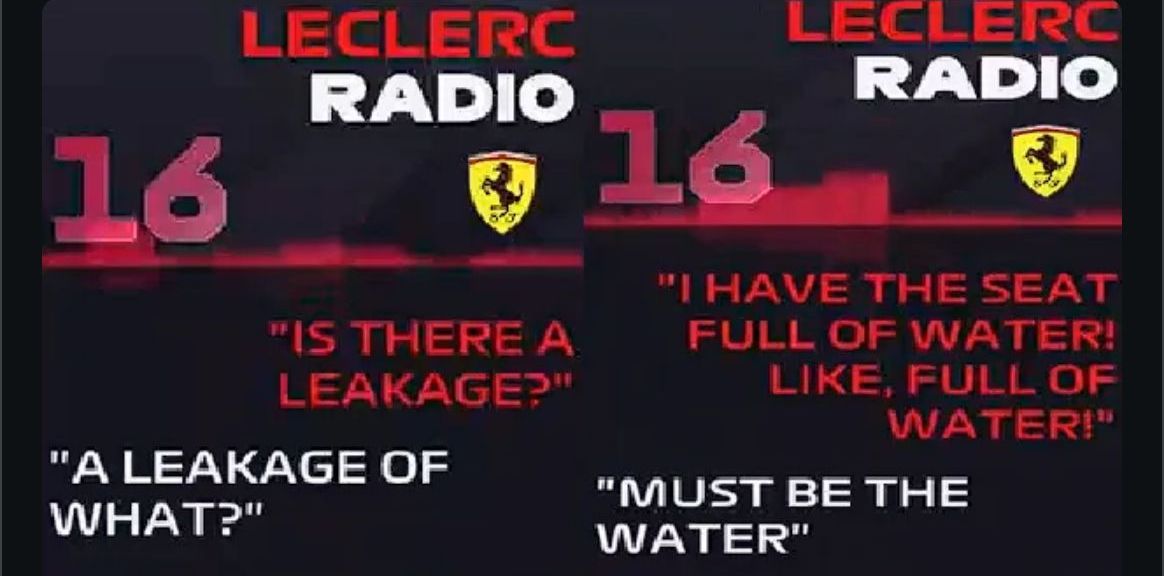 LECLERC
RADIO
16
"IS THERE A
LEAKAGE?"
"A LEAKAGE OF
WHAT?"
LECLERC
RADIO
16
"I HAVE THE SEAT
FULL OF WATER!
LIKE, FULL OF
WATER!"
"MUST BE THE
WATER"